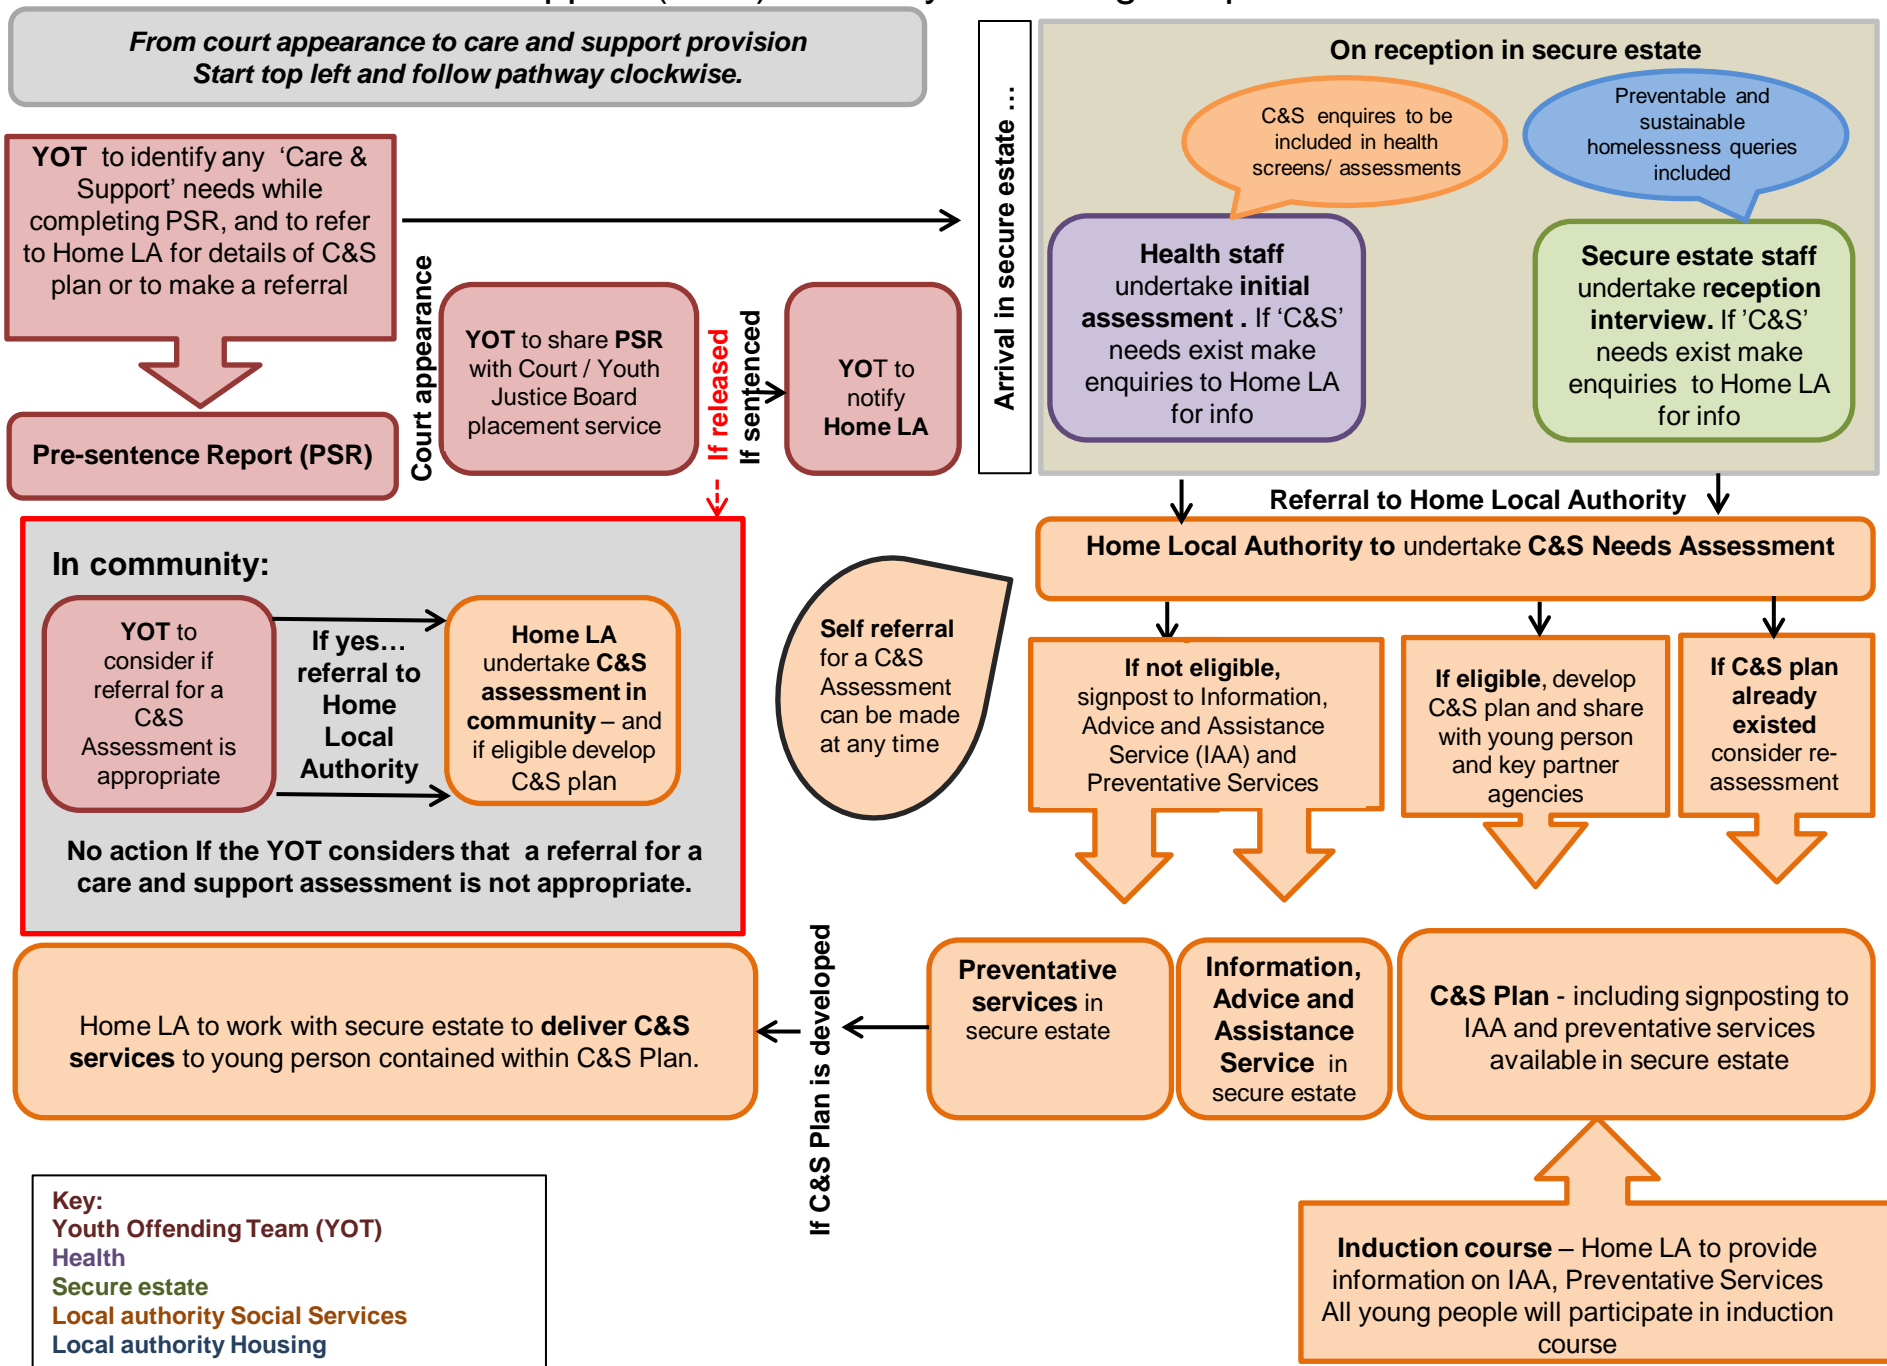 From court appearance to care and support provision
Start top left and follow pathway clockwise.
YOT to identify any ‘Care &
Support’ needs while
completing PSR, and to refer
to Home LA for details of C&S
plan or to make a referral
Pre-sentence Report (PSR)
Court appearance
YOT to share PSR
with Court / Youth
Justice Board
placement service
If released
If sentenced
YOT to
notify
Home LA
Arrival in secure estate …
On reception in secure estate
C&S enquires to be
included in health
screens/ assessments
Preventable and
sustainable
homelessness queries
included
Health staff
undertake initial
assessment . If ‘C&S’
needs exist make
enquiries to Home LA
for info
Secure estate staff
undertake reception
interview. If ’C&S’
needs exist make
enquiries to Home LA
for info
Referral to Home Local Authority
Home Local Authority to undertake C&S Needs Assessment
If not eligible,
signpost to Information,
Advice and Assistance
Service (IAA) and
Preventative Services
If eligible, develop
C&S plan and share
with young person
and key partner
agencies
If C&S plan
already
existed
consider re-
assessment
Self referral
for a C&S
Assessment
can be made
at any time
In community:
YOT to
consider if
referral for a
C&S
Assessment is
appropriate
If yes…
referral to
Home
Local
Authority
Home LA
undertake C&S
assessment in
community – and
if eligible develop
C&S plan
No action If the YOT considers that a referral for a
care and support assessment is not appropriate.
Preventative
services in
secure estate
Information,
Advice and
Assistance
Service in
secure estate
C&S Plan - including signposting to
IAA and preventative services
available in secure estate
If C&S Plan is developed
Home LA to work with secure estate to deliver C&S
services to young person contained within C&S Plan.
Induction course – Home LA to provide
information on IAA, Preventative Services
All young people will participate in induction
course
Key:
Youth Offending Team (YOT)
Health
Secure estate
Local authority Social Services
Local authority Housing